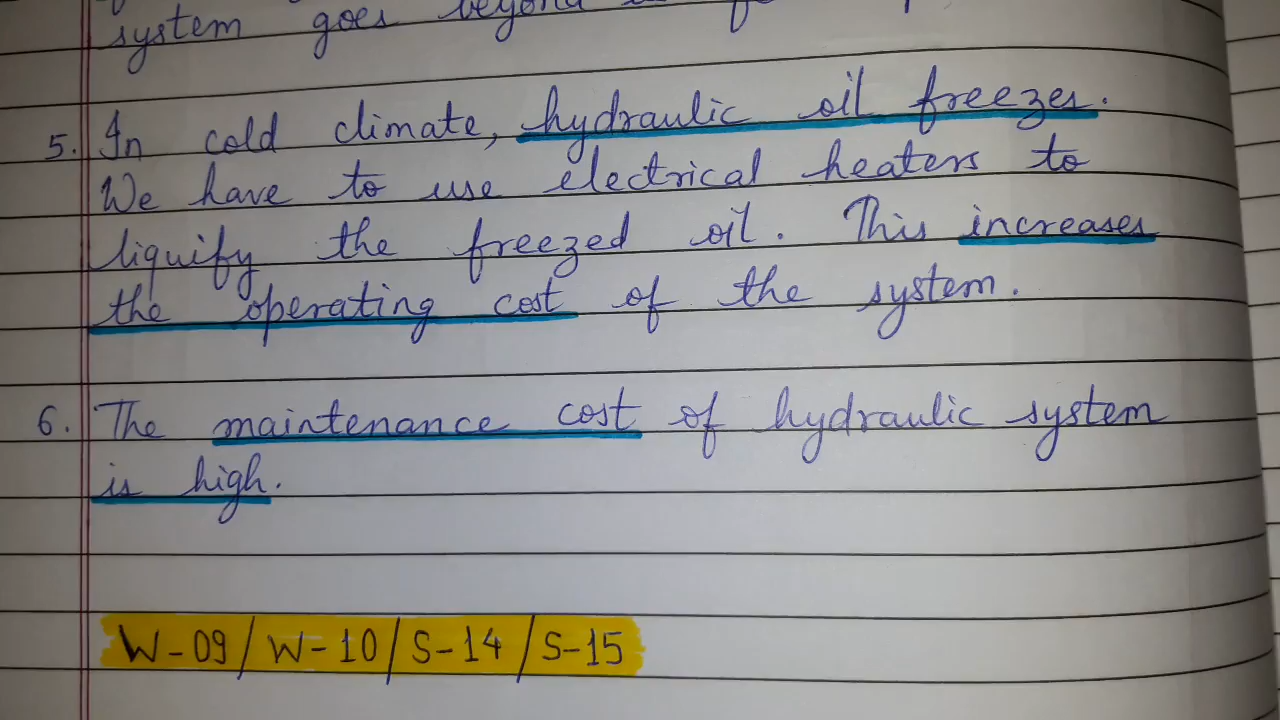 system goes beyond
5. In cold climate, hydraulic oil freezes.
We have to use electrical heaters to
liquify the freezed oil. This increases
the operating cost of the system.
6. The maintenance cost of hydraulic system
is high.
W-09/W-10/S-14/S-15